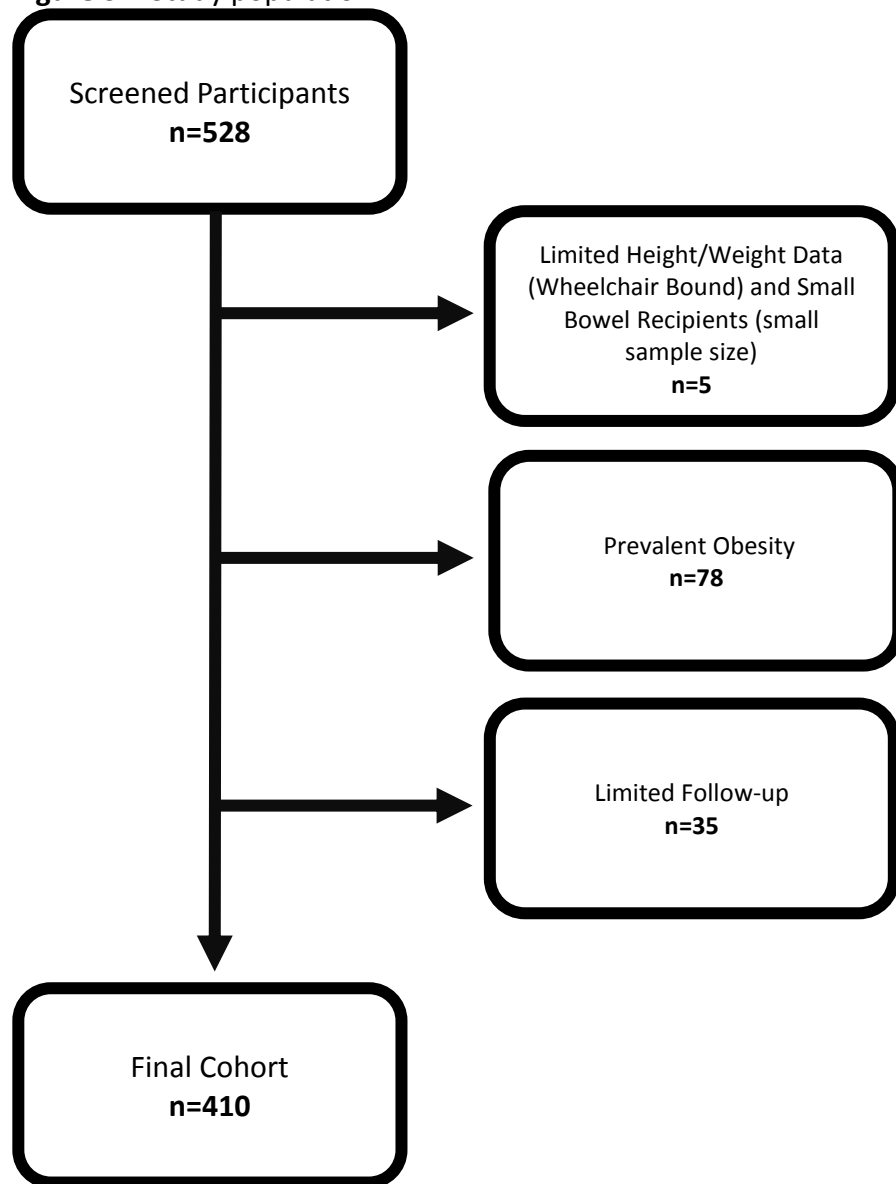 Screened Participants
n=528
Limited Height/Weight Data
(Wheelchair Bound) and Small
Bowel Recipients (small
sample size)
n=5
Prevalent Obesity
n=78
Limited Follow-up
n=35
Final Cohort
n=410